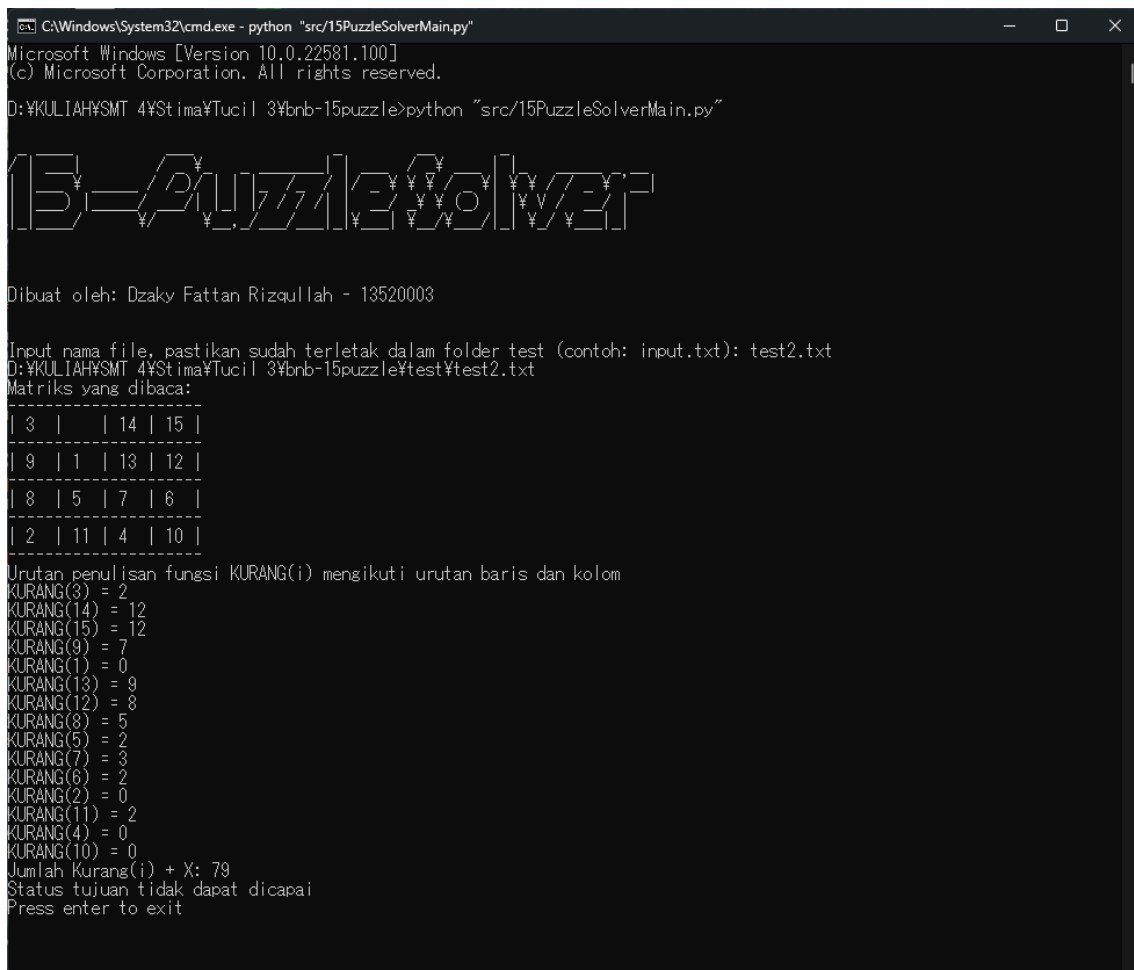 C:\Windows\System32\cmd.exe - python "src/15PuzzleSolverMain.py"
Microsoft Windows [Version 10.0.22581.100]
(c) Microsoft Corporation. All rights reserved.
D:¥KULIAH¥SMT 4¥Stima¥Tucil 3¥bnb-15puzzle>python "src/15PuzzleSolverMain.py"
15-Puzzle Solver
Dibuat oleh: Dzaky Fattan Rizqullah - 13520003
Input nama file, pastikan sudah terletak dalam folder test (contoh: input.txt): test2.txt
D:¥KULIAH¥SMT 4¥Stima¥Tucil 3¥bnb-15puzzle¥test¥test2.txt
Matriks yang dibaca:
---------------------
| 3 |    | 14 | 15 |
---------------------
| 9 | 1 | 13 | 12 |
---------------------
| 8 | 5 | 7 | 6 |
---------------------
| 2 | 11 | 4 | 10 |
---------------------
Urutan penulisan fungsi KURANG(i) mengikuti urutan baris dan kolom
KURANG(3) = 2
KURANG(14) = 12
KURANG(15) = 12
KURANG(9) = 7
KURANG(1) = 0
KURANG(13) = 9
KURANG(12) = 8
KURANG(8) = 5
KURANG(5) = 2
KURANG(7) = 3
KURANG(6) = 2
KURANG(2) = 0
KURANG(11) = 2
KURANG(4) = 0
KURANG(10) = 0
Jumlah Kurang(i) + X: 79
Status tujuan tidak dapat dicapai
Press enter to exit